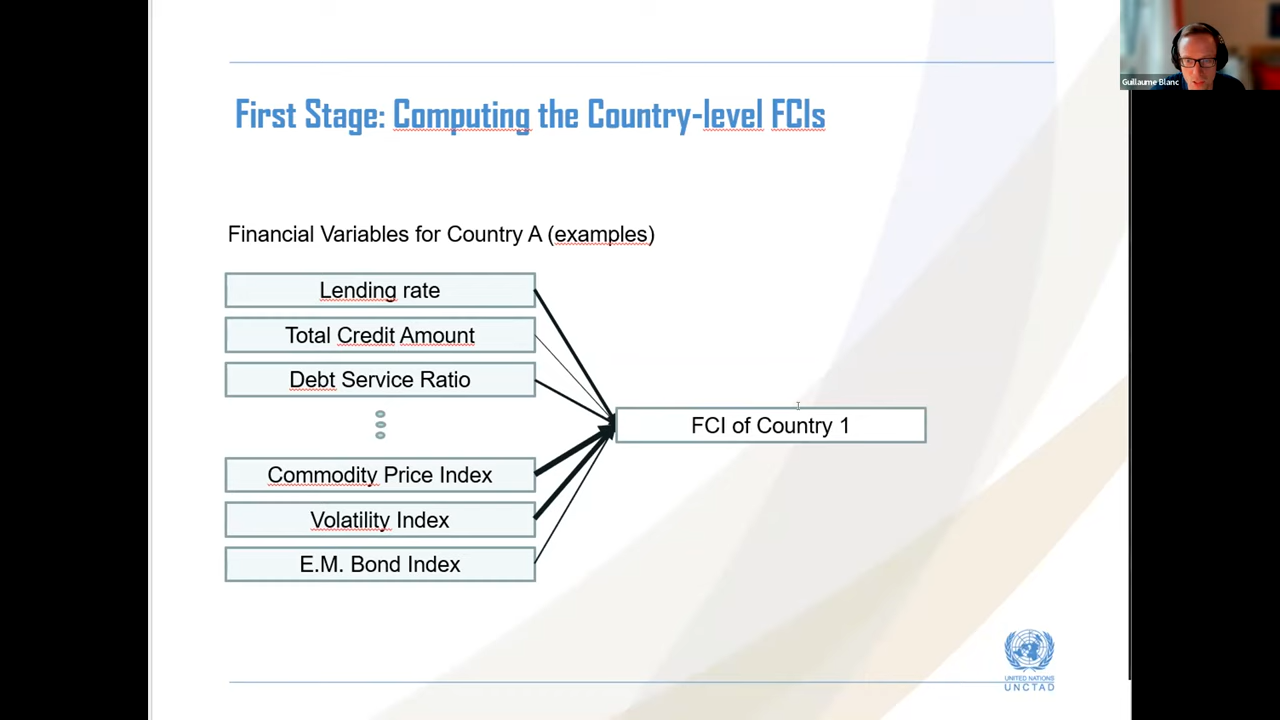 Guillaume Blanc
First Stage: Computing the Country-level FCIs
Financial Variables for Country A (examples)
Lending rate
Total Credit Amount
Debt Service Ratio
FCI of Country 1
Commodity Price Index
Volatility Index
E.M. Bond Index
UNITED NATIONS
UNCTAD